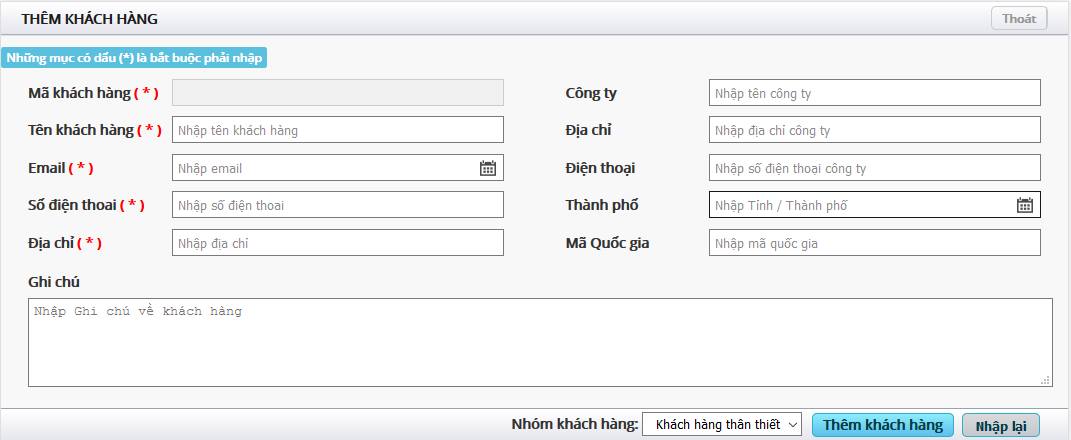 THÊM KHÁCH HÀNG
Thoát
Những mục có dấu (*) là bắt buộc phải nhập
Mã khách hàng ( * )
Công ty
Nhập tên công ty
Tên khách hàng ( * )
Nhập tên khách hàng
Địa chỉ
Nhập địa chỉ công ty
Email ( * )
Nhập email
Điện thoại
Nhập số điện thoại công ty
Số điện thoai ( * )
Nhập số điện thoai
Thành phố
Nhập Tỉnh / Thành phố
Địa chỉ ( * )
Nhập địa chỉ
Mã Quốc gia
Nhập mã quốc gia
Ghi chú
Nhập Ghi chú về khách hàng
Nhóm khách hàng:
Khách hàng thân thiết
Thêm khách hàng
Nhập lại